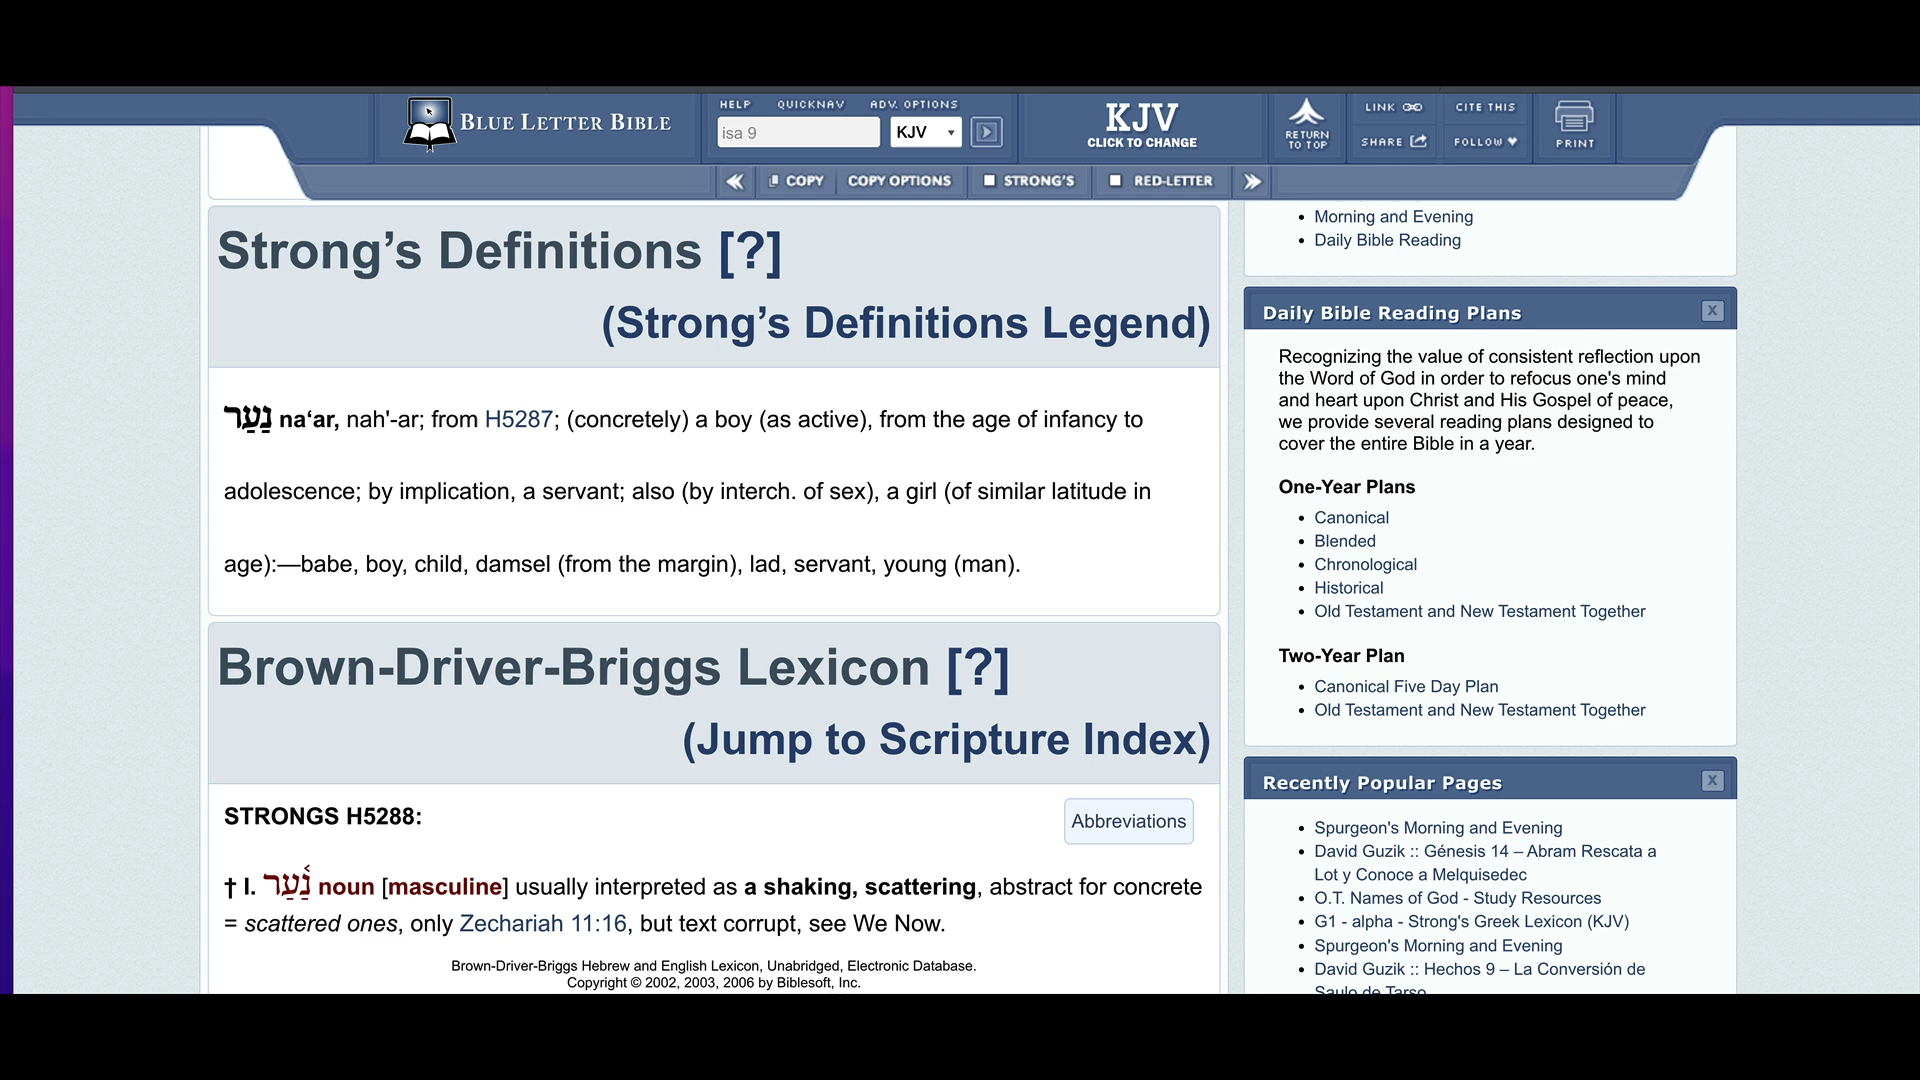 BLUE LETTER BIBLE
HELP QUICKNAV ADV. OPTIONS
isa 9 KJV
KJV
CLICK TO CHANGE
RETURN
TO TOP
LINK CITE THIS
SHARE FOLLOW
PRINT
COPY COPY OPTIONS STRONG'S RED-LETTER
Strong’s Definitions [?]
(Strong’s Definitions Legend)
נַעַר na‘ar, nah'-ar; from H5287; (concretely) a boy (as active), from the age of infancy to
adolescence; by implication, a servant; also (by interch. of sex), a girl (of similar latitude in
age):—babe, boy, child, damsel (from the margin), lad, servant, young (man).
Brown-Driver-Briggs Lexicon [?]
(Jump to Scripture Index)
STRONGS H5288:
Abbreviations
† I. נַ֫עַר noun [masculine] usually interpreted as a shaking, scattering, abstract for concrete
= scattered ones, only Zechariah 11:16, but text corrupt, see We Now.
Brown-Driver-Briggs Hebrew and English Lexicon, Unabridged, Electronic Database.
Copyright © 2002, 2003, 2006 by Biblesoft, Inc.
• Morning and Evening
• Daily Bible Reading
Daily Bible Reading Plans X
Recognizing the value of consistent reflection upon
the Word of God in order to refocus one's mind
and heart upon Christ and His Gospel of peace,
we provide several reading plans designed to
cover the entire Bible in a year.
One-Year Plans
• Canonical
• Blended
• Chronological
• Historical
• Old Testament and New Testament Together
Two-Year Plan
• Canonical Five Day Plan
• Old Testament and New Testament Together
Recently Popular Pages X
• Spurgeon's Morning and Evening
• David Guzik :: Génesis 14 – Abram Rescata a
Lot y Conoce a Melquisedec
• O.T. Names of God - Study Resources
• G1 - alpha - Strong's Greek Lexicon (KJV)
• Spurgeon's Morning and Evening
• David Guzik :: Hechos 9 – La Conversión de
Saulo de Tarso